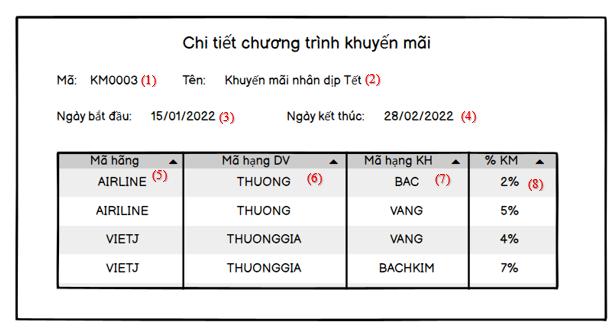 Chi tiết chương trình khuyến mãi
Mã: KM0003 (1) Tên: Khuyến mãi nhân dịp Tết (2)
Ngày bắt đầu: 15/01/2022 (3) Ngày kết thúc: 28/02/2022 (4)
Mã hãng Mã hạng DV Mã hạng KH % KM
AIRLINE (5) THUONG (6) BAC (7) 2% (8)
AIRILINE THUONG VANG 5%
VIETJ THUONGGIA VANG 4%
VIETJ THUONGGIA BACHKIM 7%